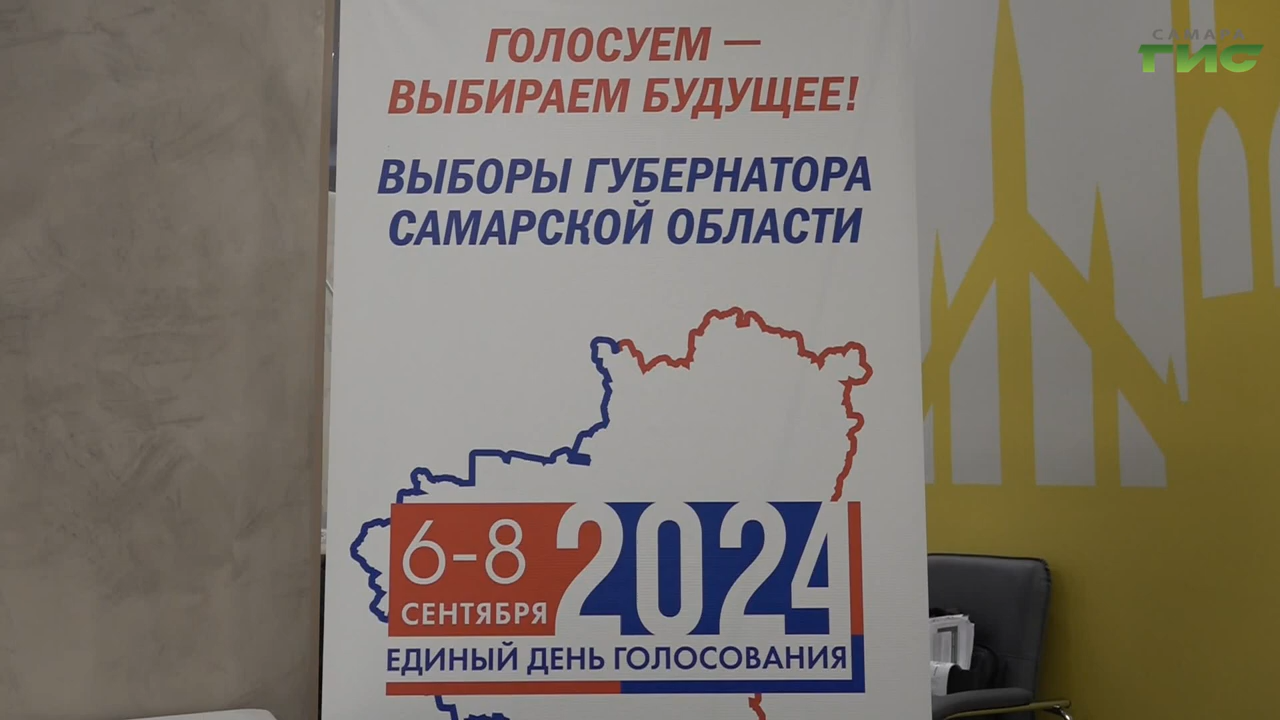 ГОЛОСУЕМ —
ВЫБИРАЕМ БУДУЩЕЕ!
ВЫБОРЫ ГУБЕРНАТОРА
САМАРСКОЙ ОБЛАСТИ
6–8
СЕНТЯБРЯ
2024
ЕДИНЫЙ ДЕНЬ ГОЛОСОВАНИЯ
САМАРА
ГИС